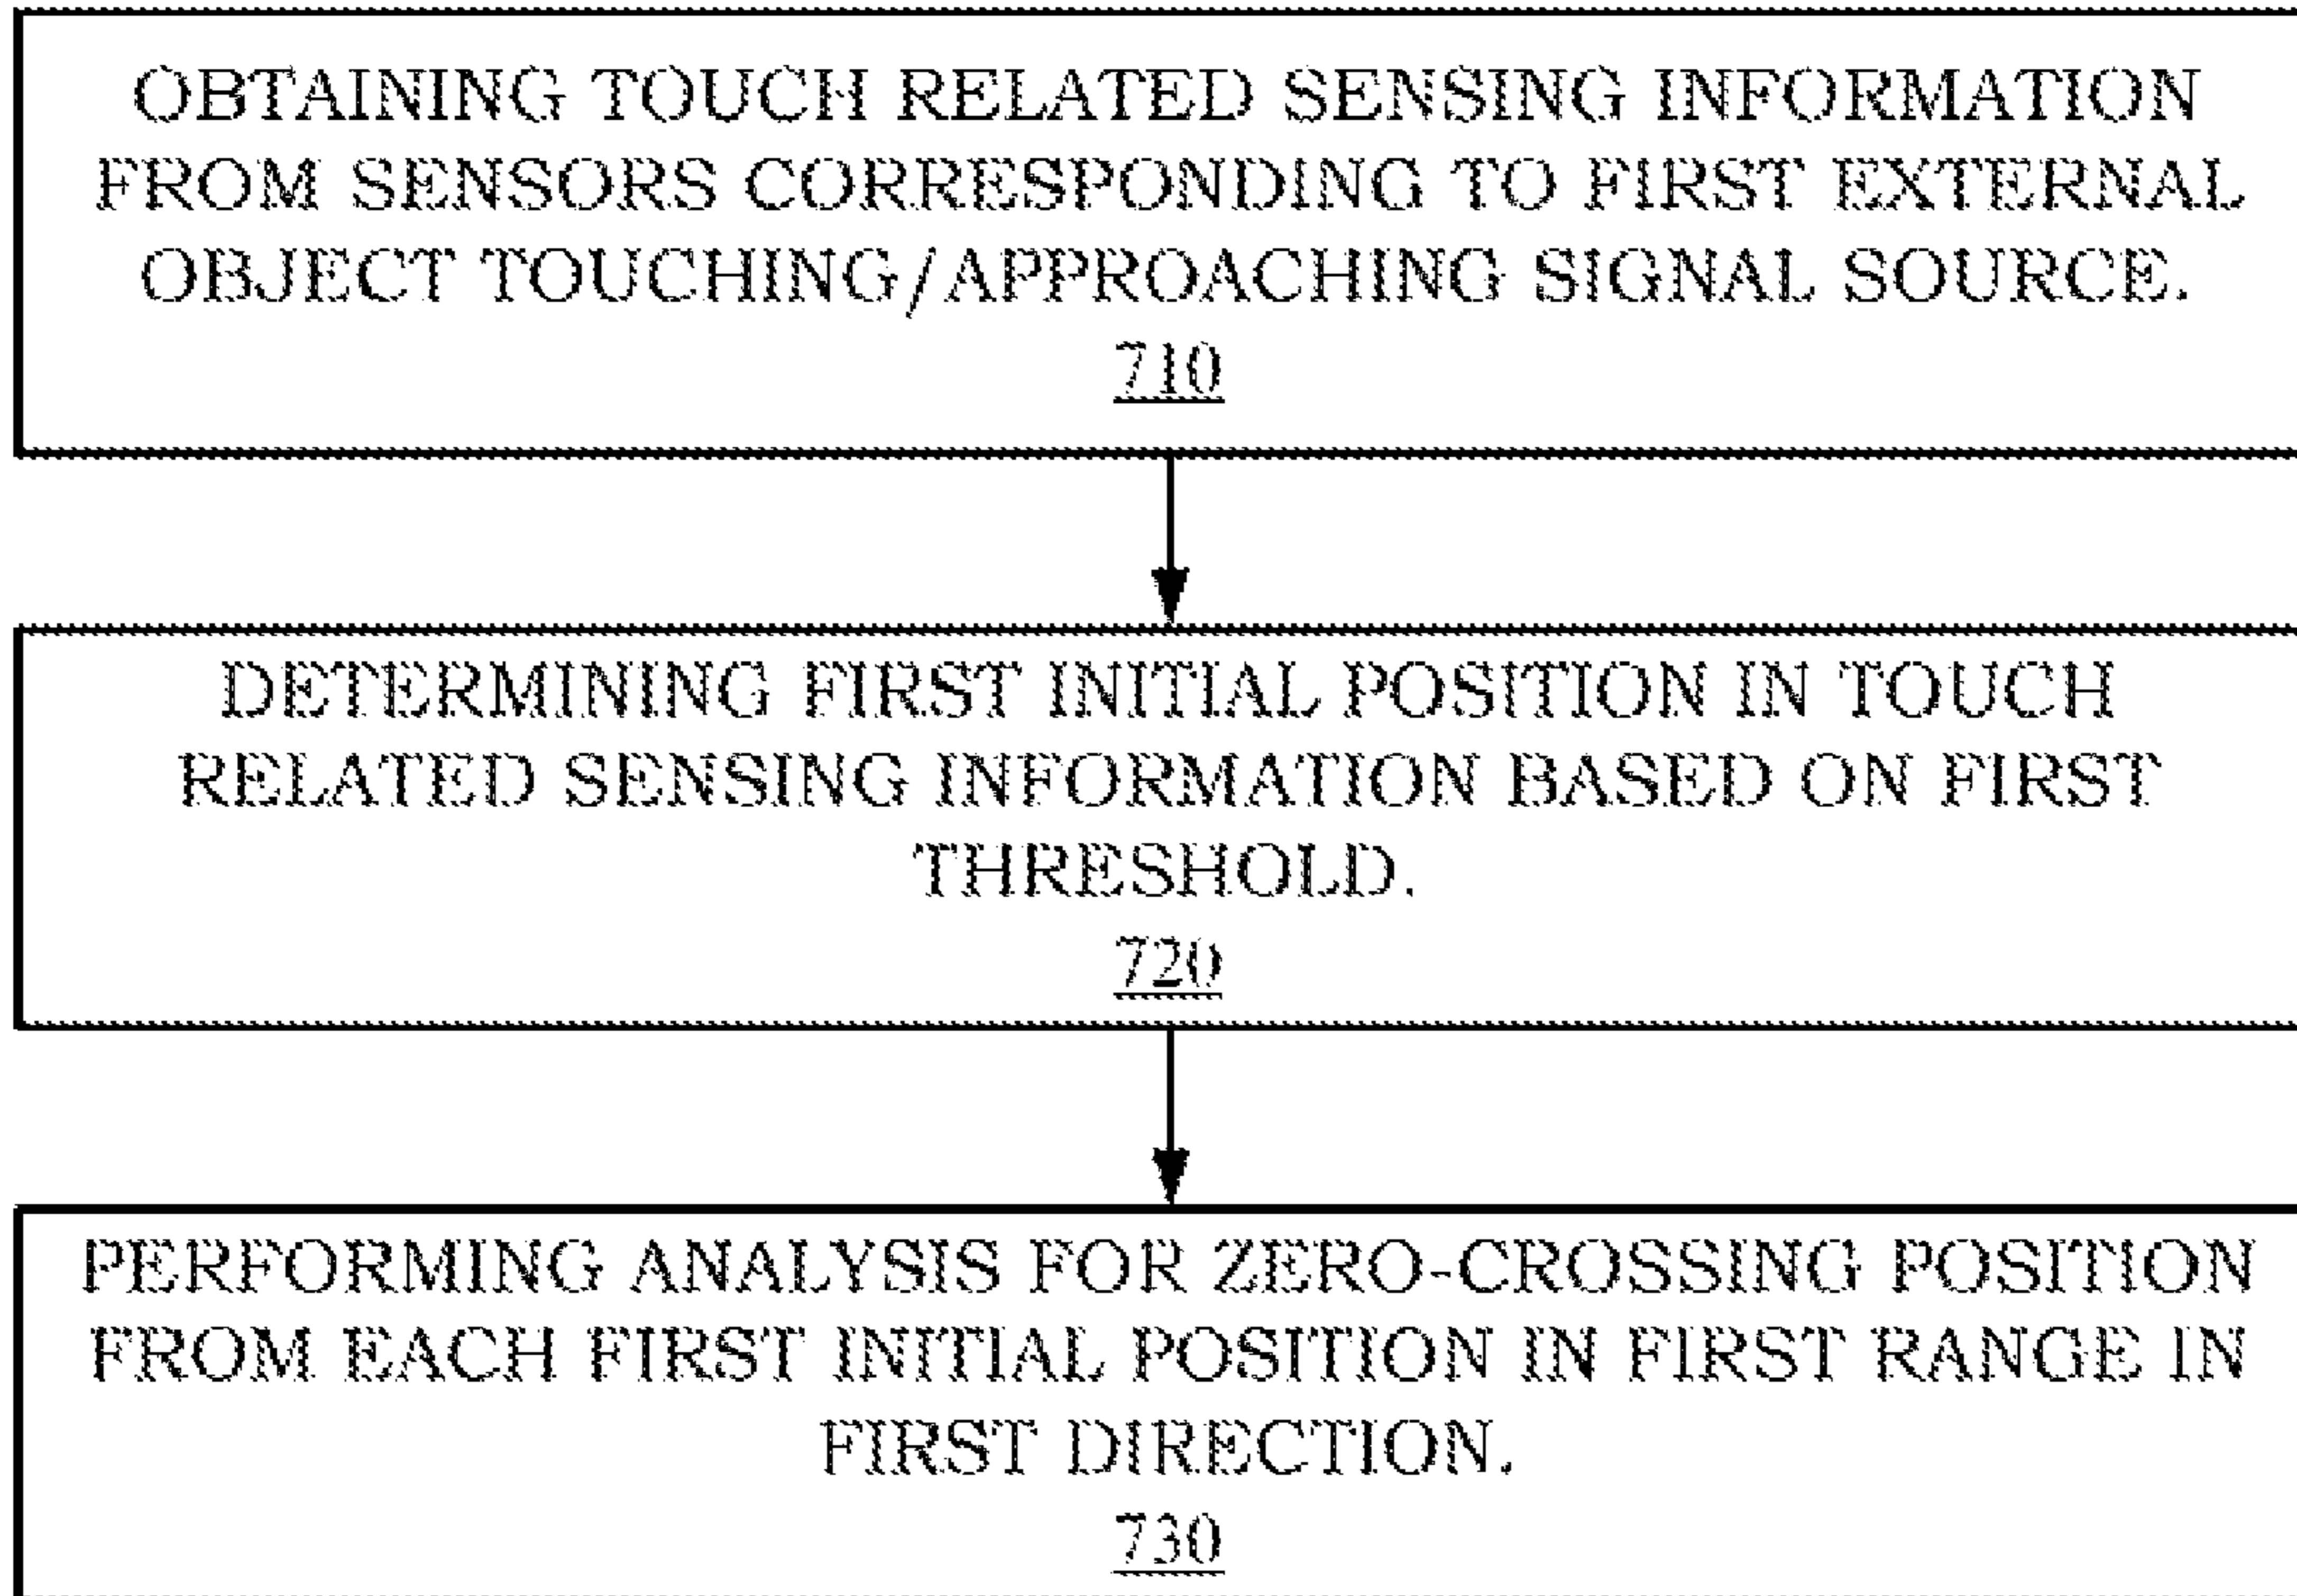 OBTAINING TOUCH RELATED SENSING INFORMATION
FROM SENSORS CORRESPONDING TO FIRST EXTERNAL
OBJECT TOUCHING/APPROACHING SIGNAL SOURCE.
710
DETERMINING FIRST INITIAL POSITION IN TOUCH
RELATED SENSING INFORMATION BASED ON FIRST
THRESHOLD.
720
PERFORMING ANALYSIS FOR ZERO-CROSSING POSITION
FROM EACH FIRST INITIAL POSITION IN FIRST RANGE IN
FIRST DIRECTION.
730